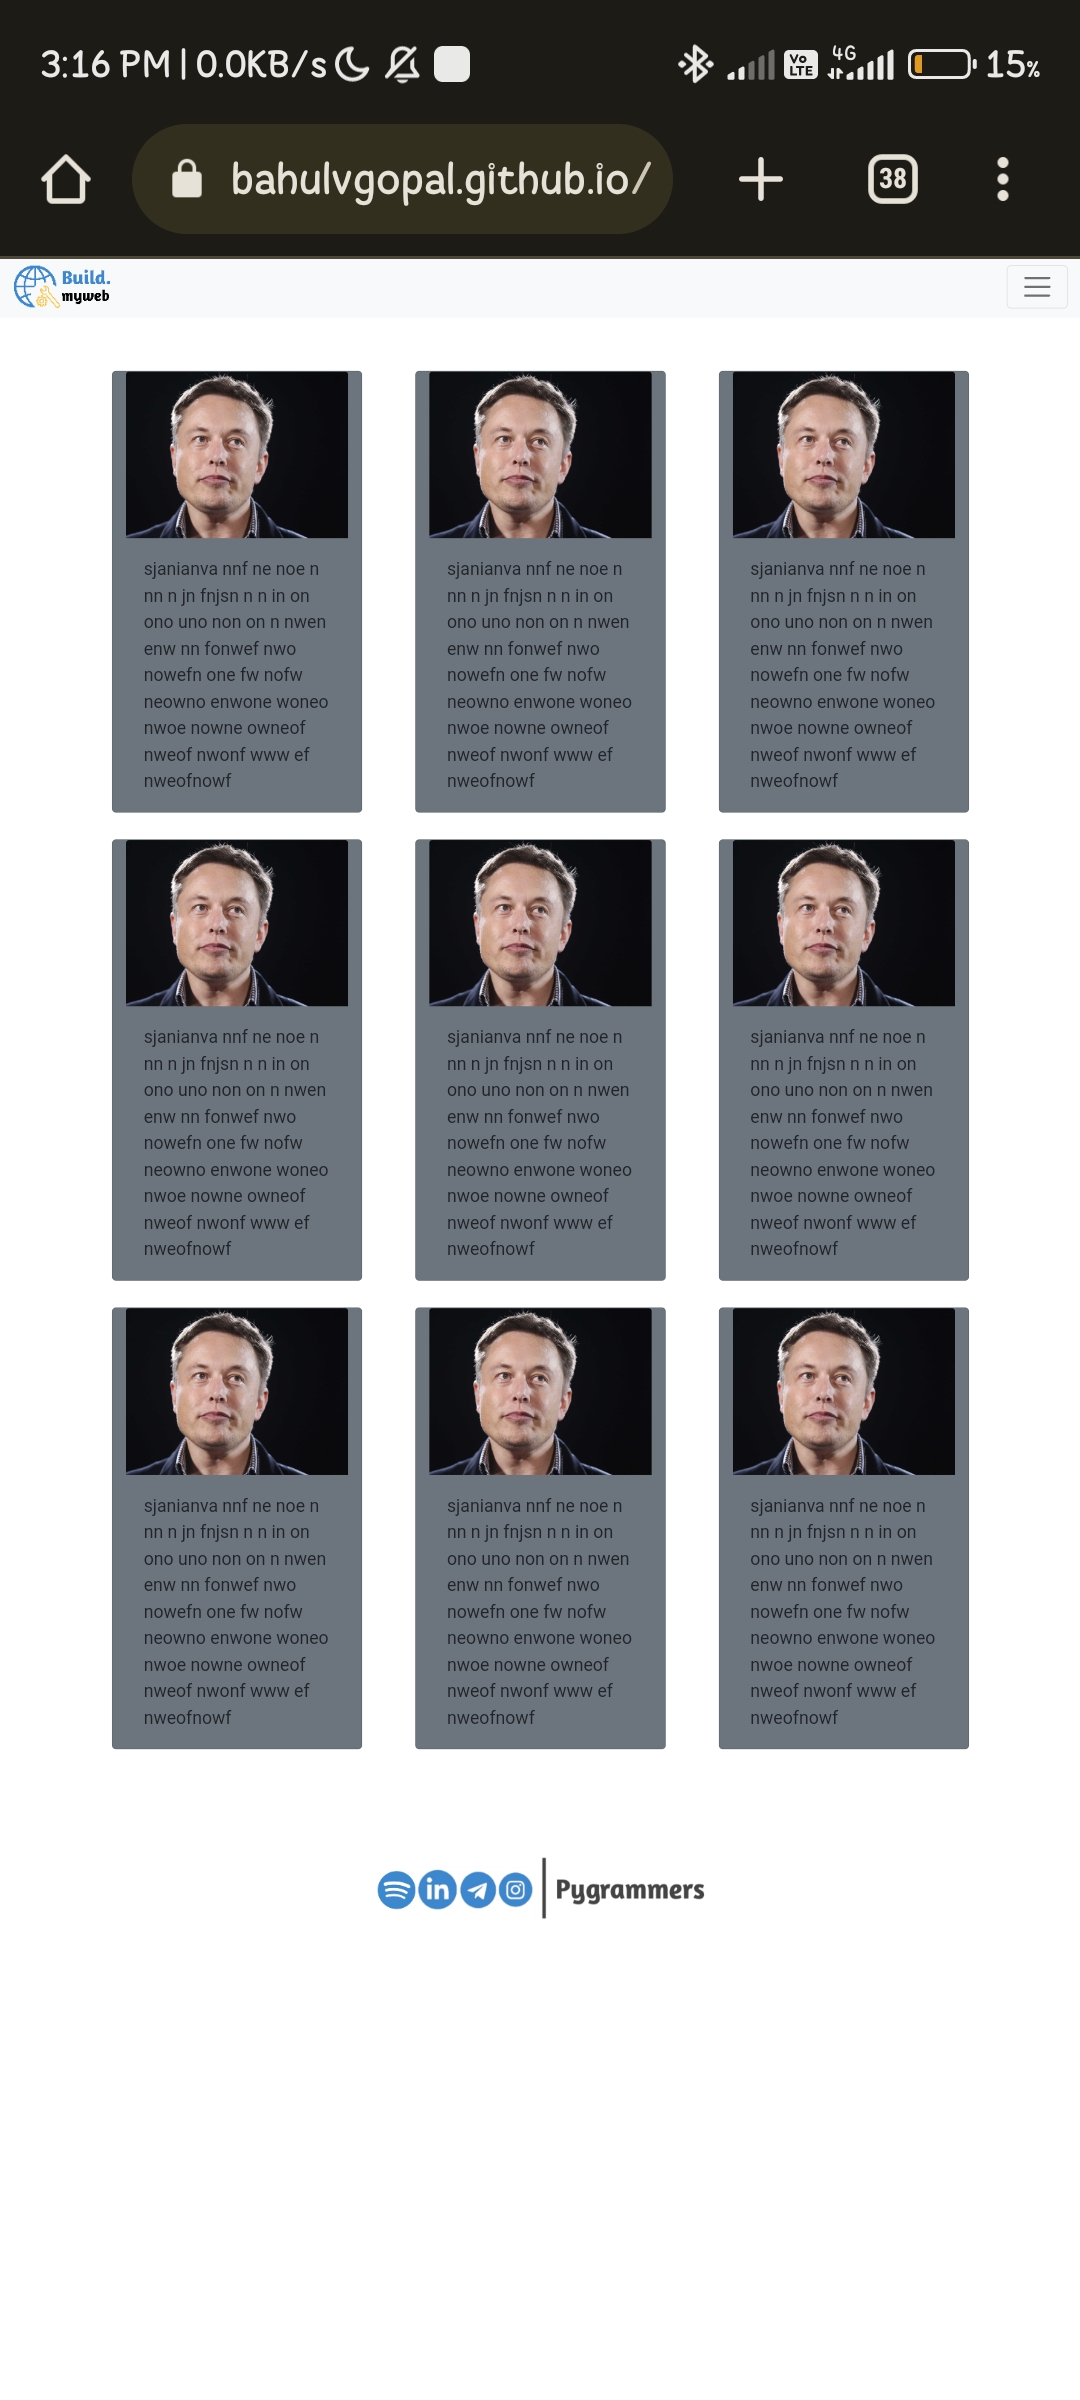 3:16 PM | 0.0KB/s
Vo
LTE
4G
15%
bahulvgopal.github.io/
38
Build.
myweb
sjanianva nnf ne noe n
nn n jn fnjsn n n in on
ono uno non on n nwen
enw nn fonwef nwo
nowefn one fw nofw
neowno enwone woneo
nwoe nowne owneof
nweof nwonf www ef
nweofnowf
sjanianva nnf ne noe n
nn n jn fnjsn n n in on
ono uno non on n nwen
enw nn fonwef nwo
nowefn one fw nofw
neowno enwone woneo
nwoe nowne owneof
nweof nwonf www ef
nweofnowf
sjanianva nnf ne noe n
nn n jn fnjsn n n in on
ono uno non on n nwen
enw nn fonwef nwo
nowefn one fw nofw
neowno enwone woneo
nwoe nowne owneof
nweof nwonf www ef
nweofnowf
sjanianva nnf ne noe n
nn n jn fnjsn n n in on
ono uno non on n nwen
enw nn fonwef nwo
nowefn one fw nofw
neowno enwone woneo
nwoe nowne owneof
nweof nwonf www ef
nweofnowf
sjanianva nnf ne noe n
nn n jn fnjsn n n in on
ono uno non on n nwen
enw nn fonwef nwo
nowefn one fw nofw
neowno enwone woneo
nwoe nowne owneof
nweof nwonf www ef
nweofnowf
sjanianva nnf ne noe n
nn n jn fnjsn n n in on
ono uno non on n nwen
enw nn fonwef nwo
nowefn one fw nofw
neowno enwone woneo
nwoe nowne owneof
nweof nwonf www ef
nweofnowf
sjanianva nnf ne noe n
nn n jn fnjsn n n in on
ono uno non on n nwen
enw nn fonwef nwo
nowefn one fw nofw
neowno enwone woneo
nwoe nowne owneof
nweof nwonf www ef
nweofnowf
sjanianva nnf ne noe n
nn n jn fnjsn n n in on
ono uno non on n nwen
enw nn fonwef nwo
nowefn one fw nofw
neowno enwone woneo
nwoe nowne owneof
nweof nwonf www ef
nweofnowf
sjanianva nnf ne noe n
nn n jn fnjsn n n in on
ono uno non on n nwen
enw nn fonwef nwo
nowefn one fw nofw
neowno enwone woneo
nwoe nowne owneof
nweof nwonf www ef
nweofnowf
in
Pygrammers